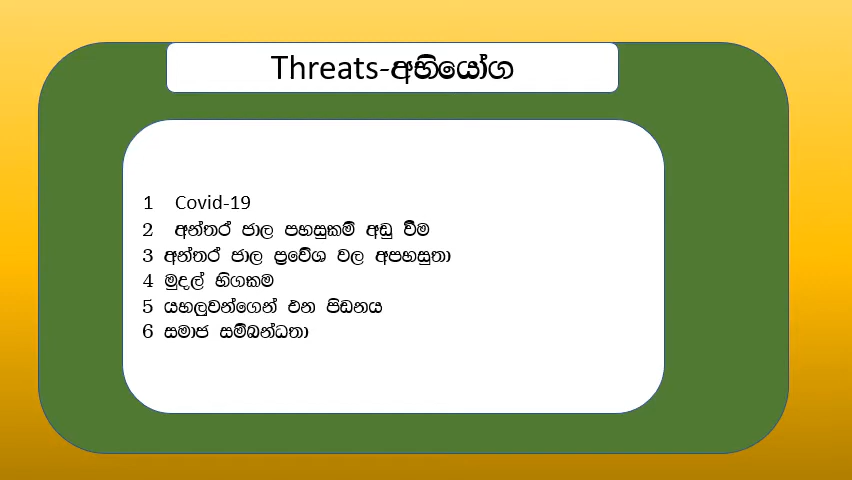 Threats-අභියෝග
1 Covid-19
2 අන්තර් ජාල පහසුකම් අඩු වීම
3 අන්තර් ජාල ප්‍රවේශ වල අපහසුතා
4 මුදල් හිගකම
5 යහලුවන්ගෙන් එන පිඩනය
6 සමාජ සම්බන්ධතා